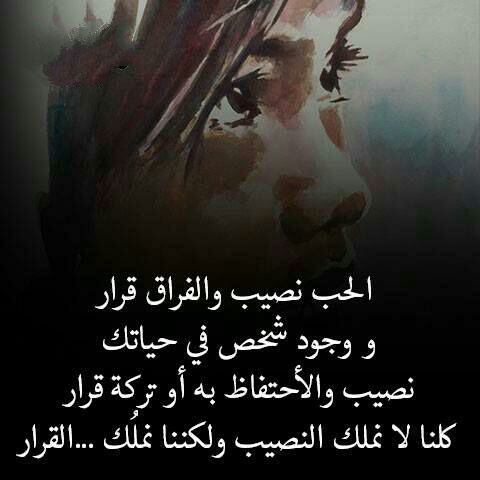 الحب نصيب والفراق قرار
و وجود شخص في حياتك
نصيب والأحتفاظ به أو تركة قرار
كلنا لا نملك النصيب ولكننا نملُك ...القرار